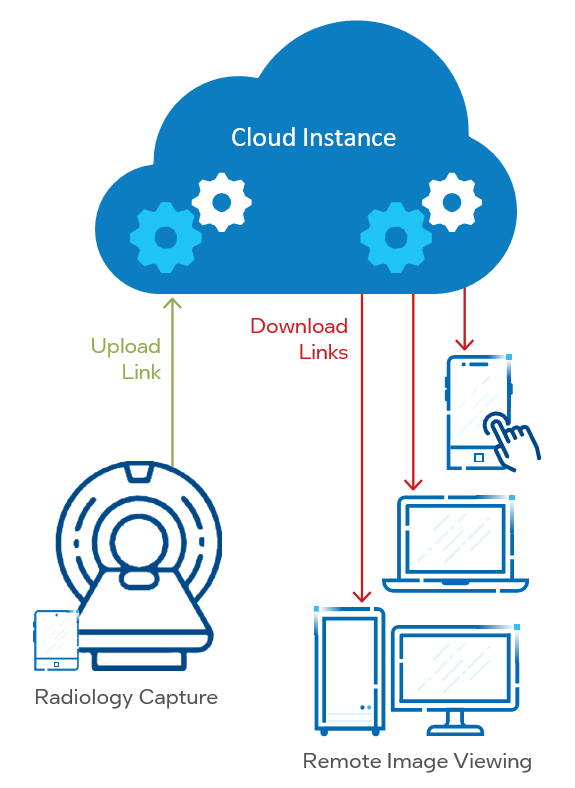 Cloud Instance
Upload
Link
Download
Links
Radiology Capture
Remote Image Viewing